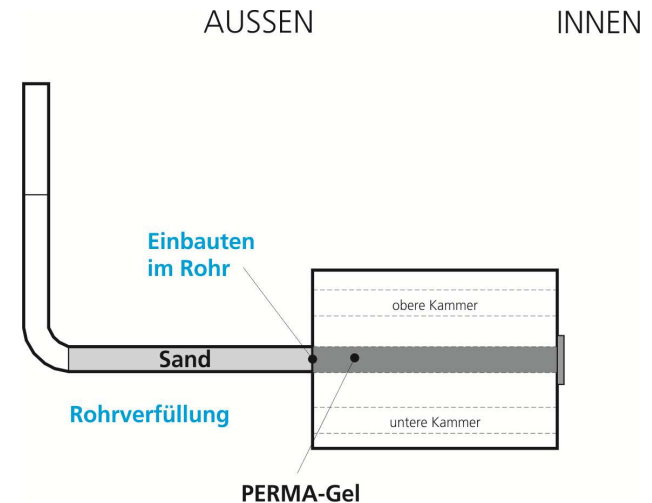 AUSSEN
INNEN
Einbauten
im Rohr
obere Kammer
Sand
Rohrverfüllung
untere Kammer
PERMA-Gel